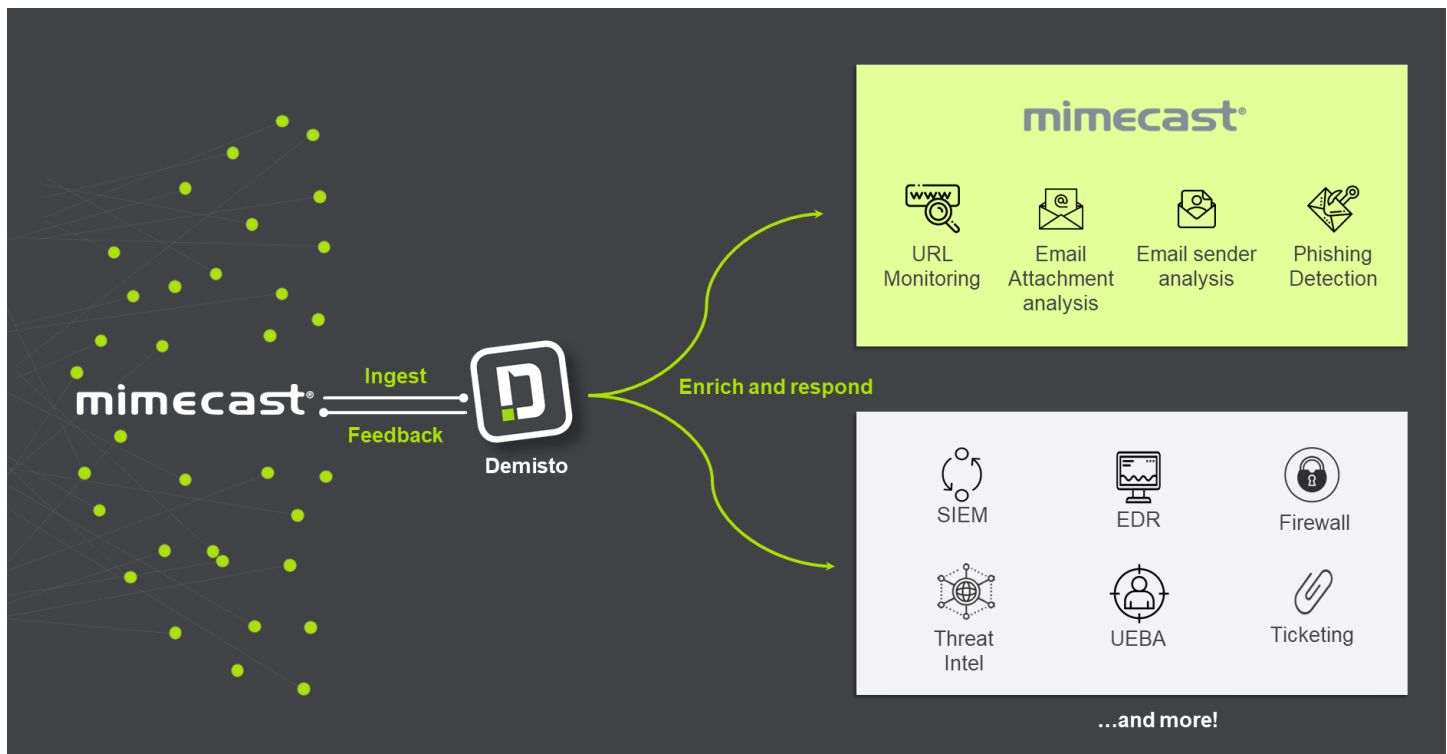 mimecast®
Ingest
Feedback
Demisto
Enrich and respond
mimecast®
www
URL
Monitoring
@
Email
Attachment
analysis
Email sender
analysis
Phishing
Detection
SIEM
EDR
Firewall
Threat
Intel
UEBA
Ticketing
...and more!